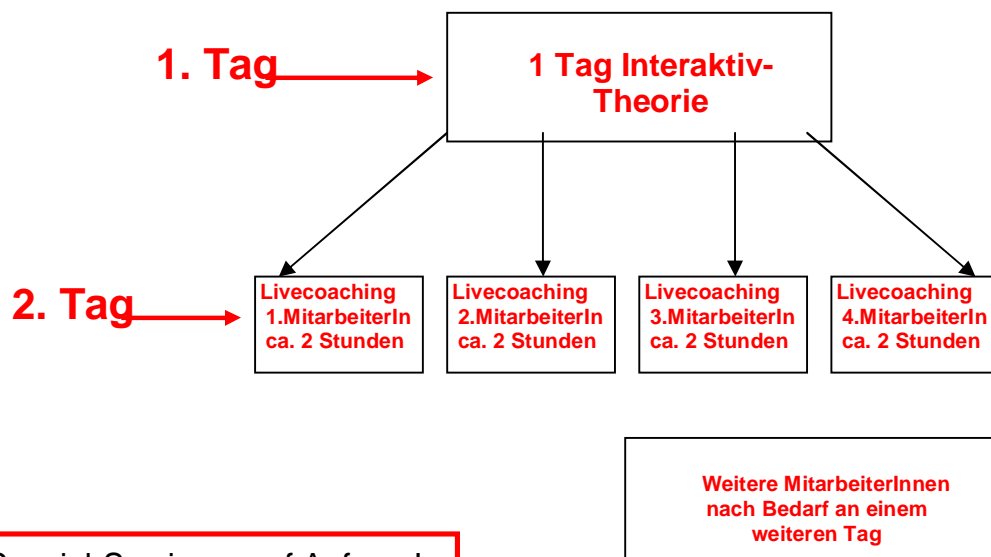 1. Tag
1 Tag Interaktiv-
Theorie
2. Tag
Livecoaching
1.MitarbeiterIn
ca. 2 Stunden
Livecoaching
2.MitarbeiterIn
ca. 2 Stunden
Livecoaching
3.MitarbeiterIn
ca. 2 Stunden
Livecoaching
4.MitarbeiterIn
ca. 2 Stunden
Weitere MitarbeiterInnen
nach Bedarf an einem
weiteren Tag